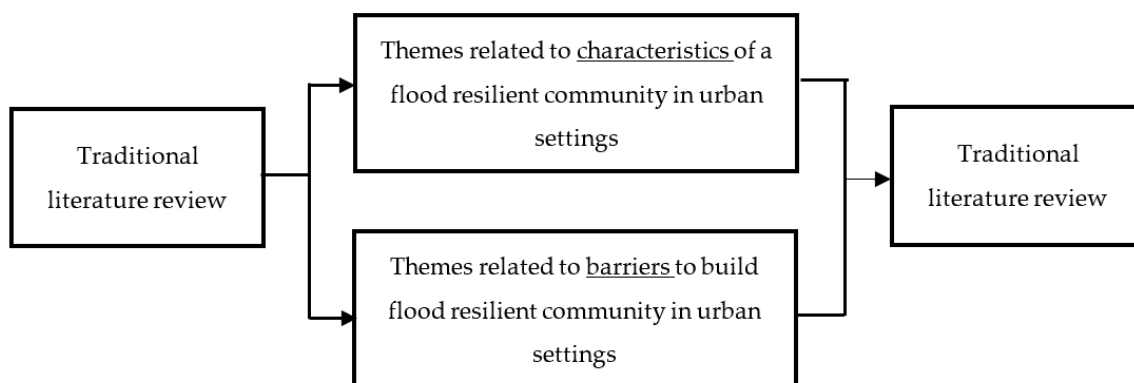 Traditional
literature review
Themes related to characteristics of a
flood resilient community in urban
settings
Themes related to barriers to build
flood resilient community in urban
settings
Traditional
literature review